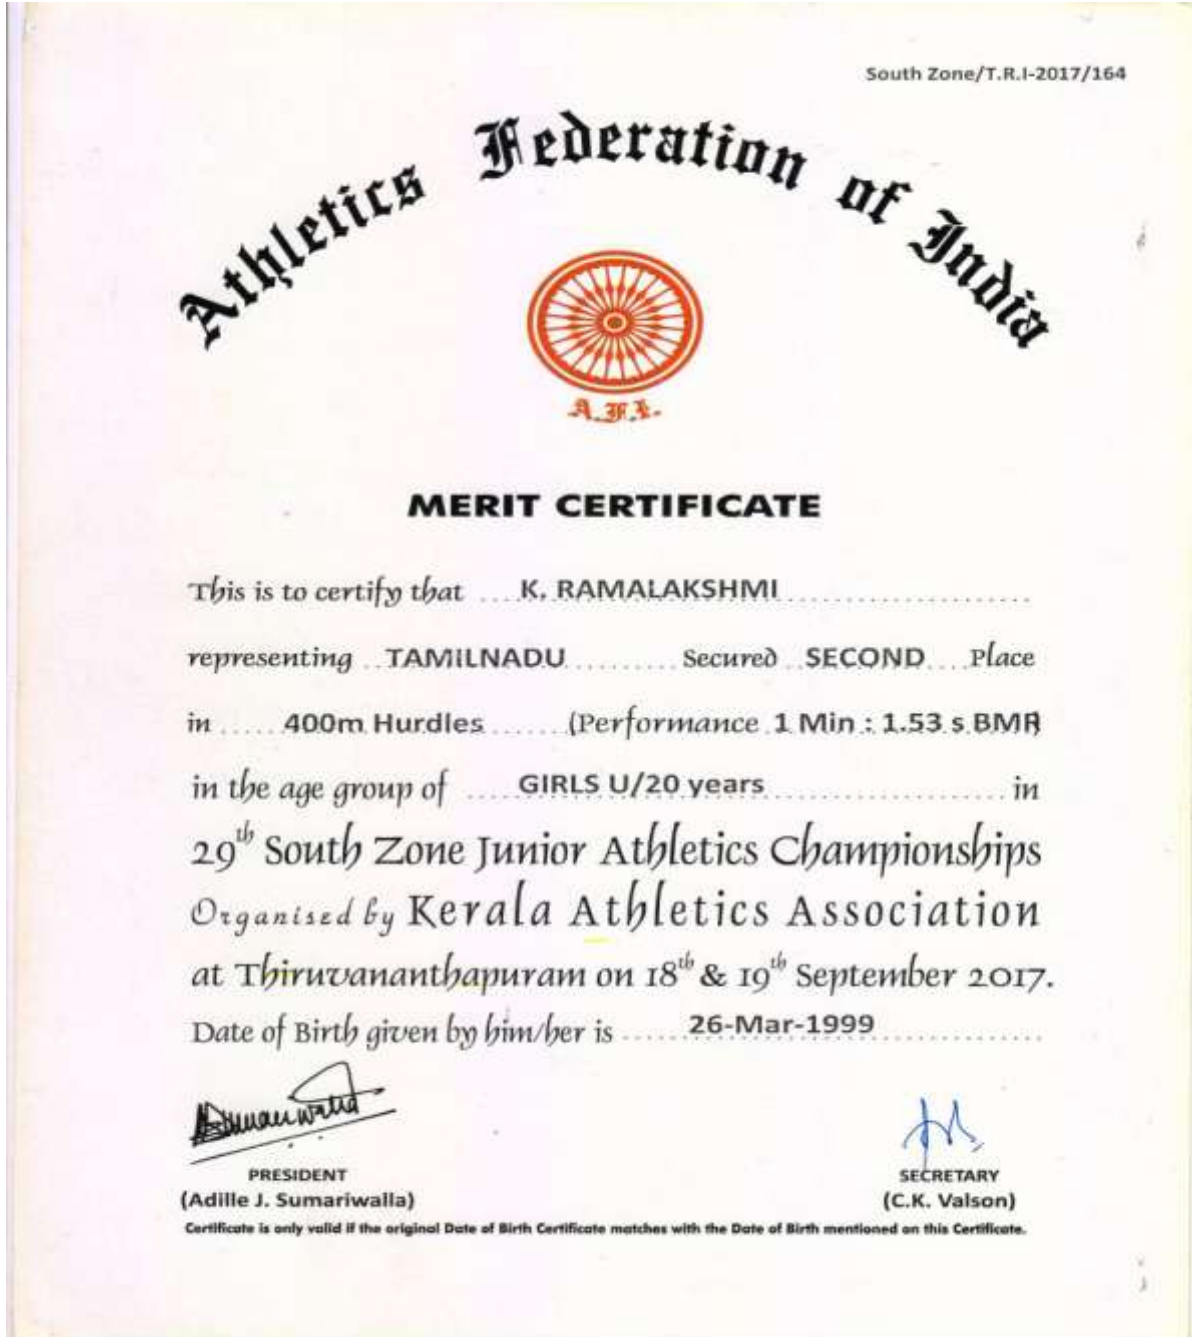 South Zone/T.R.I-2017/164
Athletics Federation of India
A.F.I.
MERIT CERTIFICATE
This is to certify that K. RAMALAKSHMI
representing TAMILNADU Secured SECOND Place
in 400m Hurdles (Performance 1 Min : 1.53 s BMR
in the age group of GIRLS U/20 years in
29th South Zone Junior Athletics Championships
Organised by Kerala Athletics Association
at Thiruvananthapuram on 18th & 19th September 2017.
Date of Birth given by him/her is 26-Mar-1999
PRESIDENT SECRETARY
(Adille J. Sumariwalla) (C.K. Valson)
Certificate is only valid if the original Date of Birth Certificate matches with the Date of Birth mentioned on this Certificate.